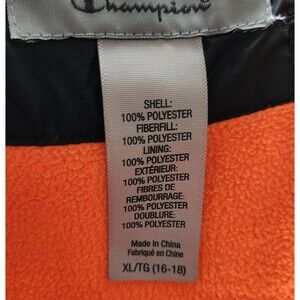 Champion
SHELL:
100% POLYESTER
FIBERFILL:
100% POLYESTER
LINING:
100% POLYESTER
EXTÉRIEUR:
100% POLYESTER
FIBRES DE
REMBOURRAGE:
100% POLYESTER
DOUBLURE:
100% POLYESTER
Made in China
Fabriqué en Chine
XL/TG (16-18)